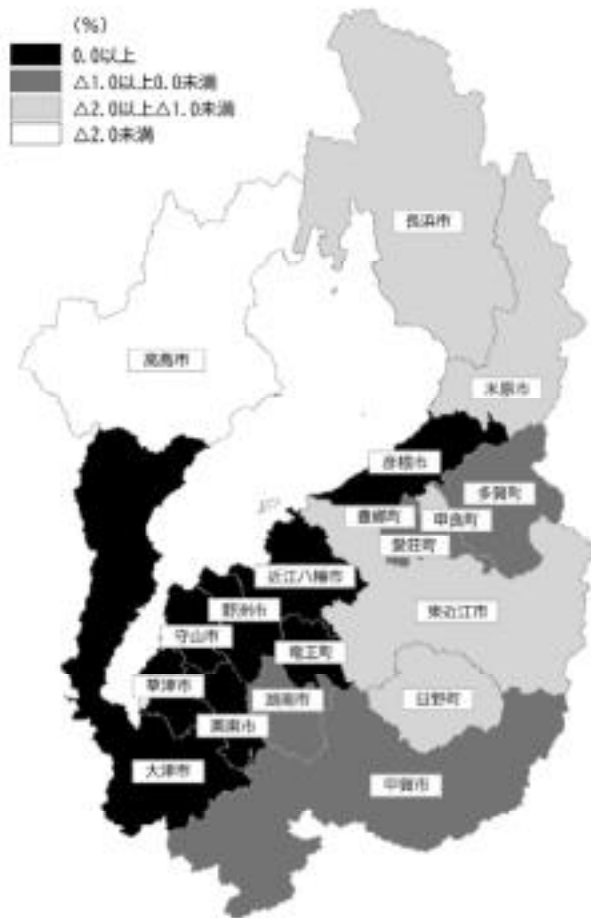 (%)
0.0以上
△1.0以上0.0未満
△2.0以上△1.0未満
△2.0未満
長浜市
高島市
米原市
彦根市
多賀町
豊郷町
甲良町
愛荘町
近江八幡市
野洲市
東近江市
守山市
竜王町
草津市
湖南市
日野町
栗東市
大津市
甲賀市